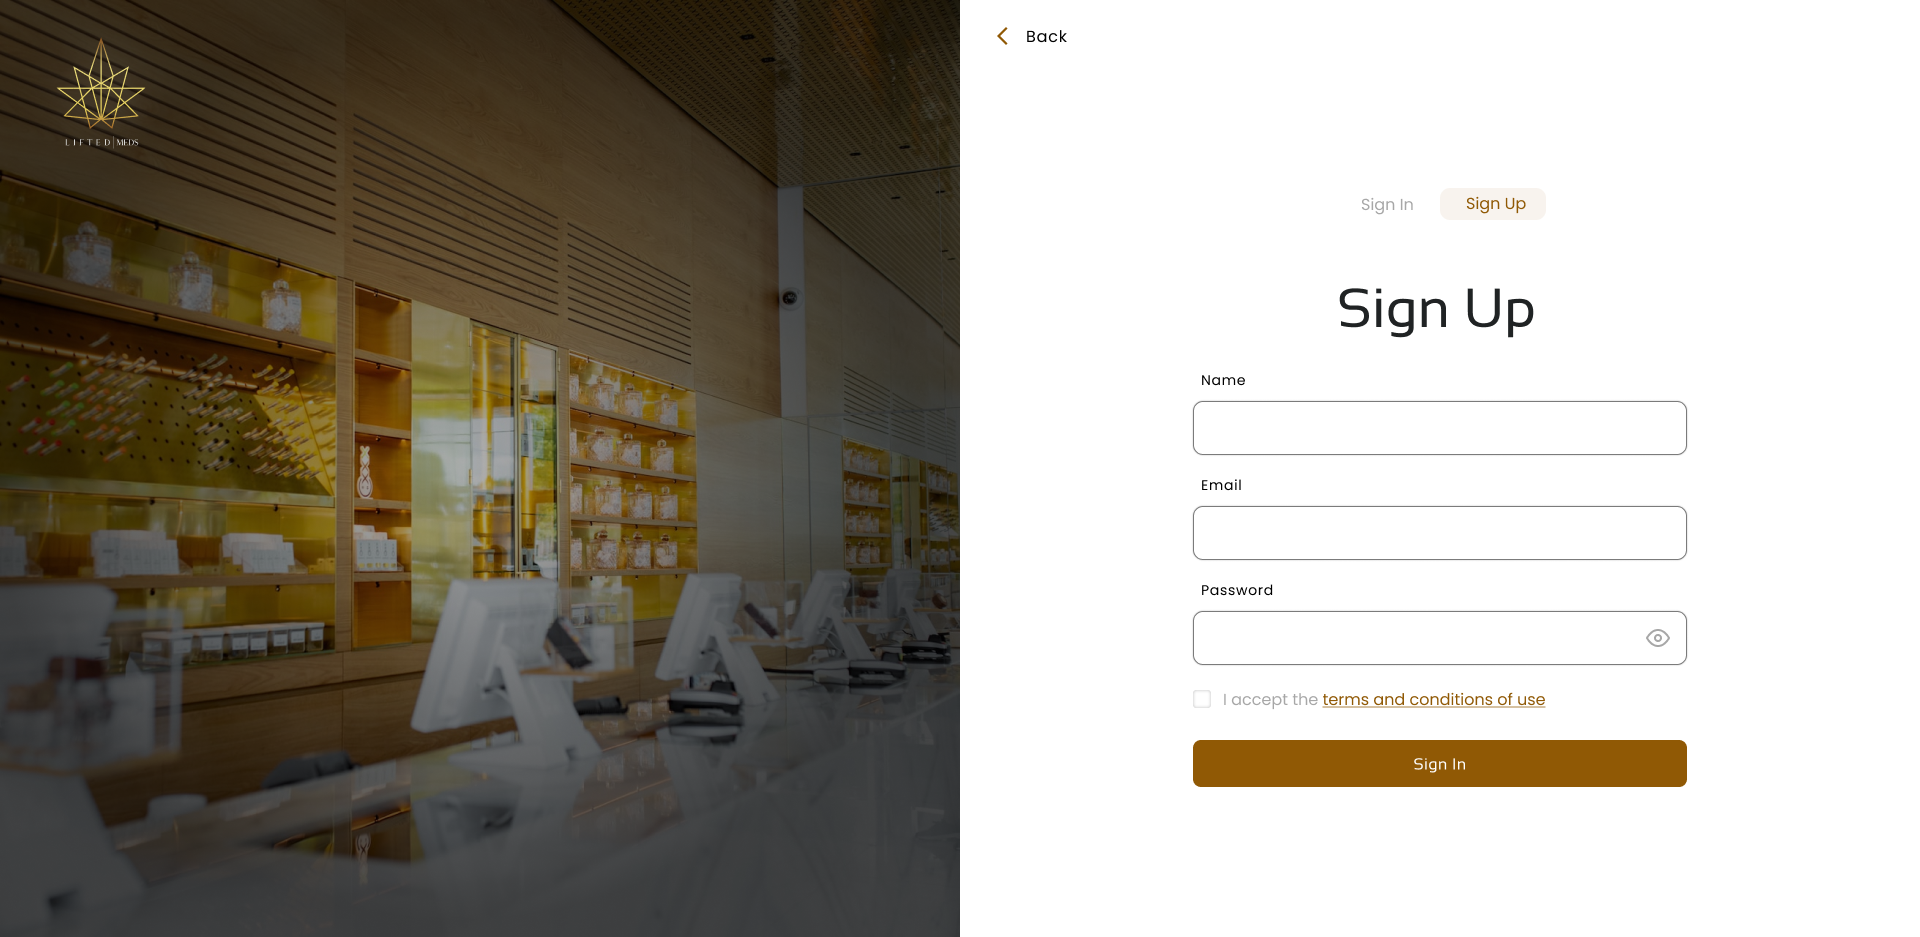 LIFTED|MEDS
Back
Sign In
Sign Up
Sign Up
Name
Email
Password
I accept the terms and conditions of use
Sign In